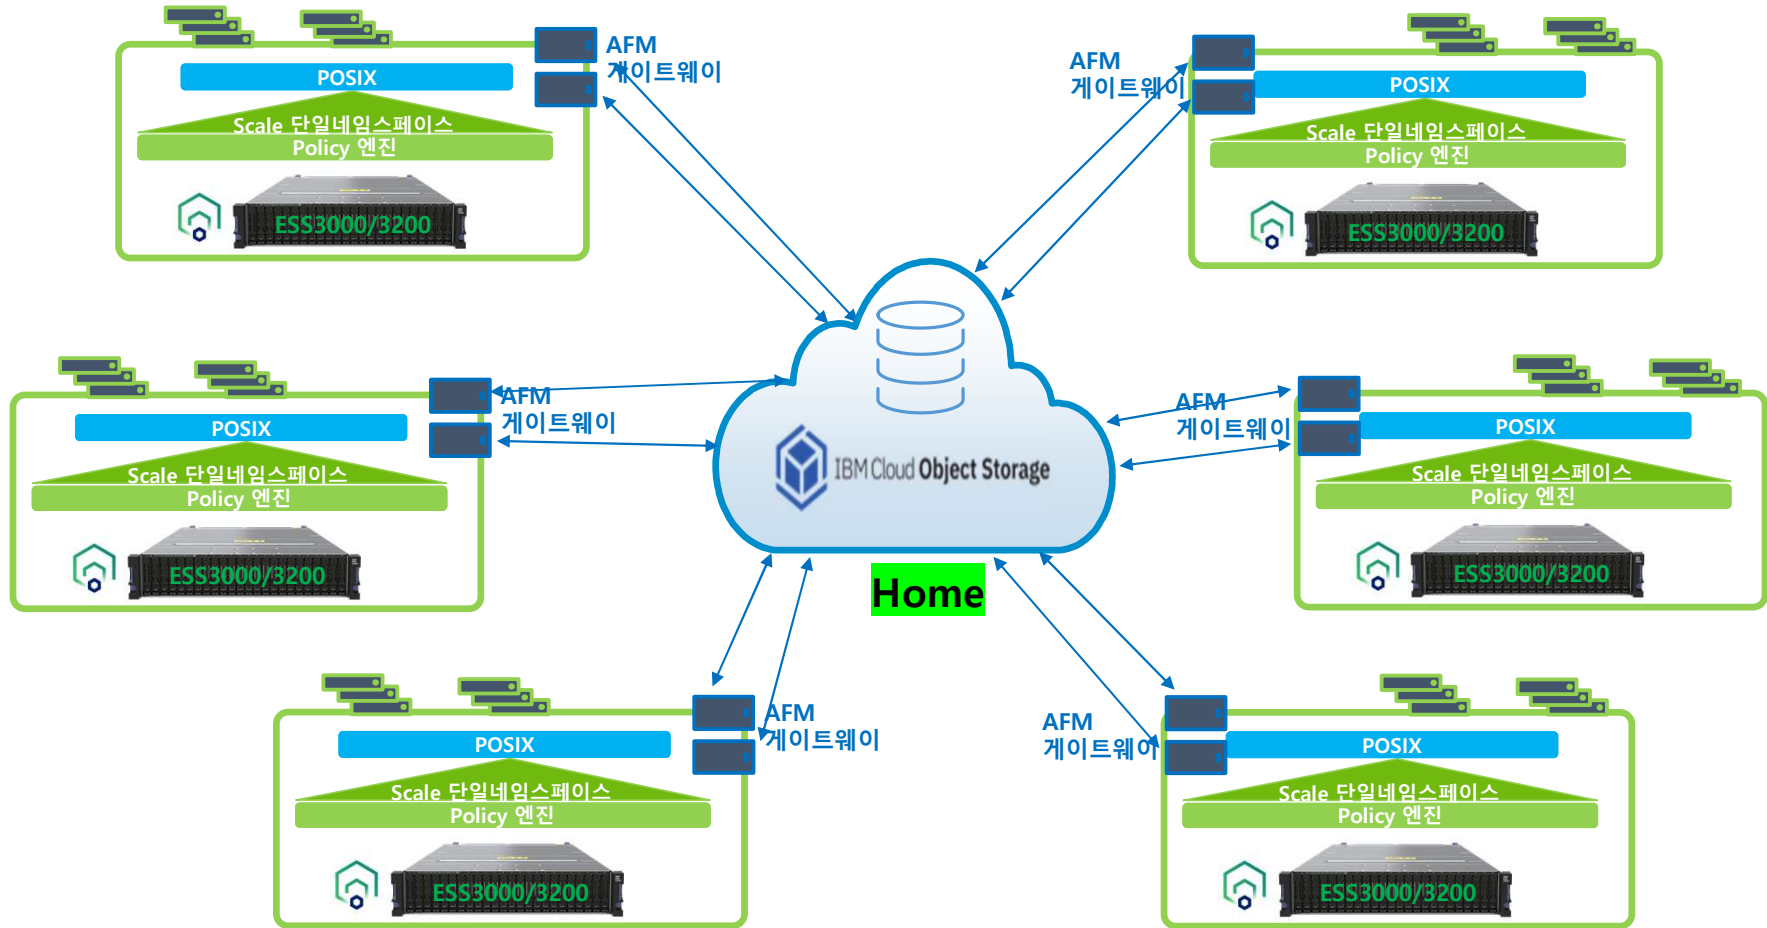 AFM
게이트웨이
POSIX
Scale 단일네임스페이스
Policy 엔진
ESS3000/3200
AFM
게이트웨이
POSIX
Scale 단일네임스페이스
Policy 엔진
ESS3000/3200
AFM
게이트웨이
POSIX
Scale 단일네임스페이스
Policy 엔진
ESS3000/3200
IBM Cloud Object Storage
Home
AFM
게이트웨이
POSIX
Scale 단일네임스페이스
Policy 엔진
ESS3000/3200
AFM
게이트웨이
POSIX
Scale 단일네임스페이스
Policy 엔진
ESS3000/3200
AFM
게이트웨이
POSIX
Scale 단일네임스페이스
Policy 엔진
ESS3000/3200